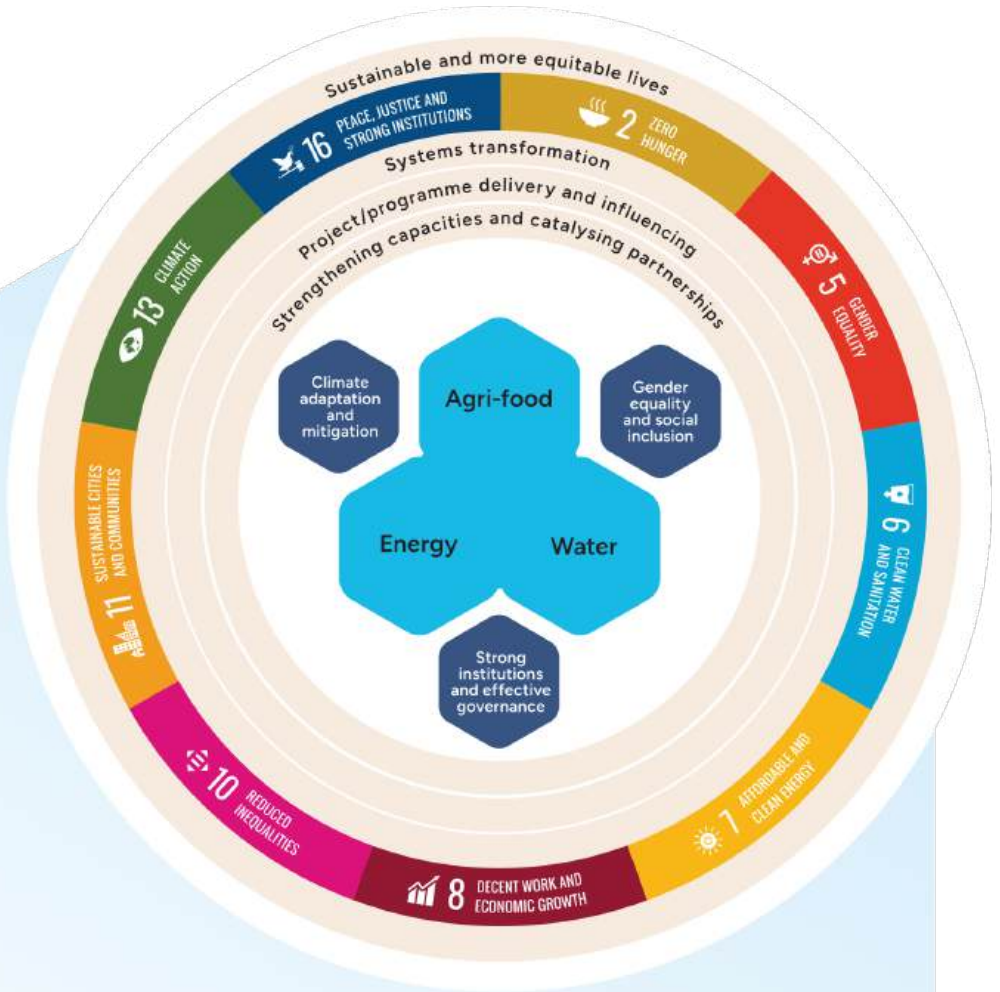 Sustainable and more equitable lives
16
PEACE, JUSTICE AND
STRONG INSTITUTIONS
2
ZERO
HUNGER
5
GENDER
EQUALITY
6
CLEAN WATER
AND SANITATION
7
AFFORDABLE AND
CLEAN ENERGY
8
DECENT WORK AND
ECONOMIC GROWTH
10
REDUCED
INEQUALITIES
11
SUSTAINABLE CITIES
AND COMMUNITIES
13
CLIMATE
ACTION
Systems transformation
Project/programme delivery and influencing
Strengthening capacities and catalysing partnerships
Climate
adaptation
and
mitigation
Agri-food
Gender
equality
and social
inclusion
Energy
Water
Strong
institutions
and effective
governance